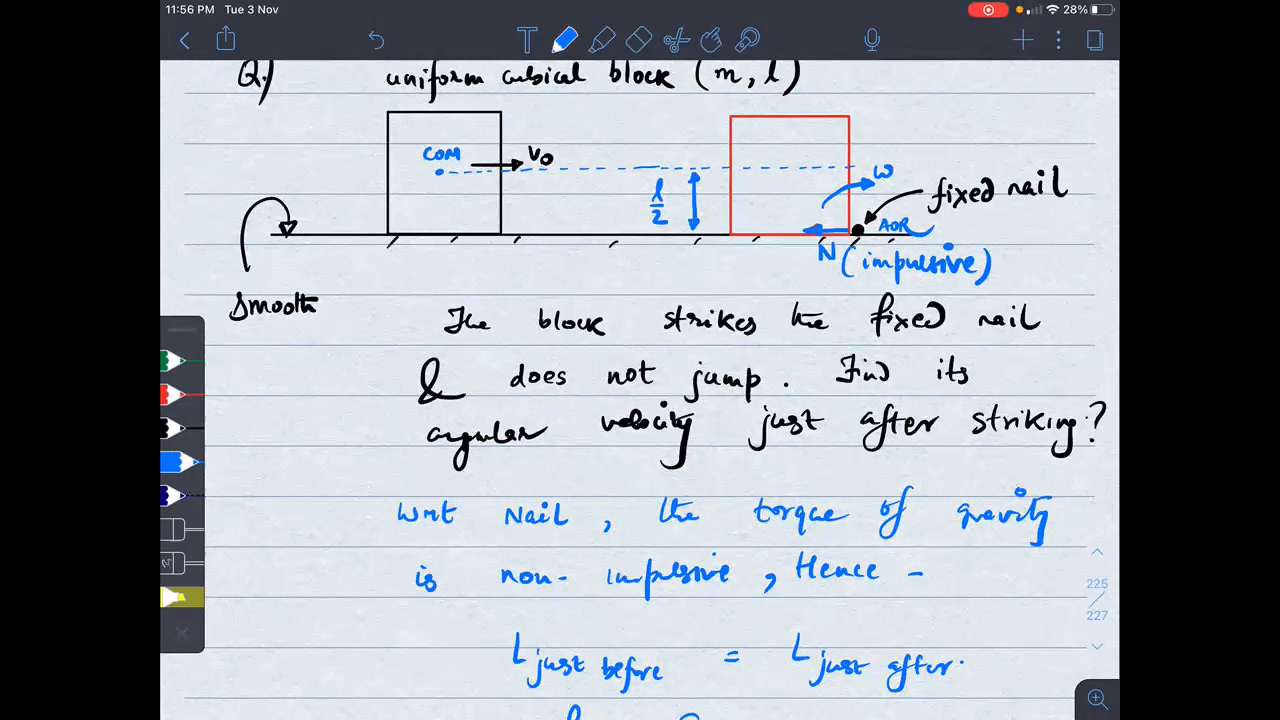 11:56 PM Tue 3 Nov
28%
Q.) uniform cubical block (m, l)
COM
V₀
l/2
ω
fixed nail
AOR
N (impulsive)
Smooth
The block strikes the fixed nail
& does not jump. Find its
angular velocity just after striking?
wrt Nail, the torque of gravity
is non-impulsive, Hence -
225
227
L just before = L just after.